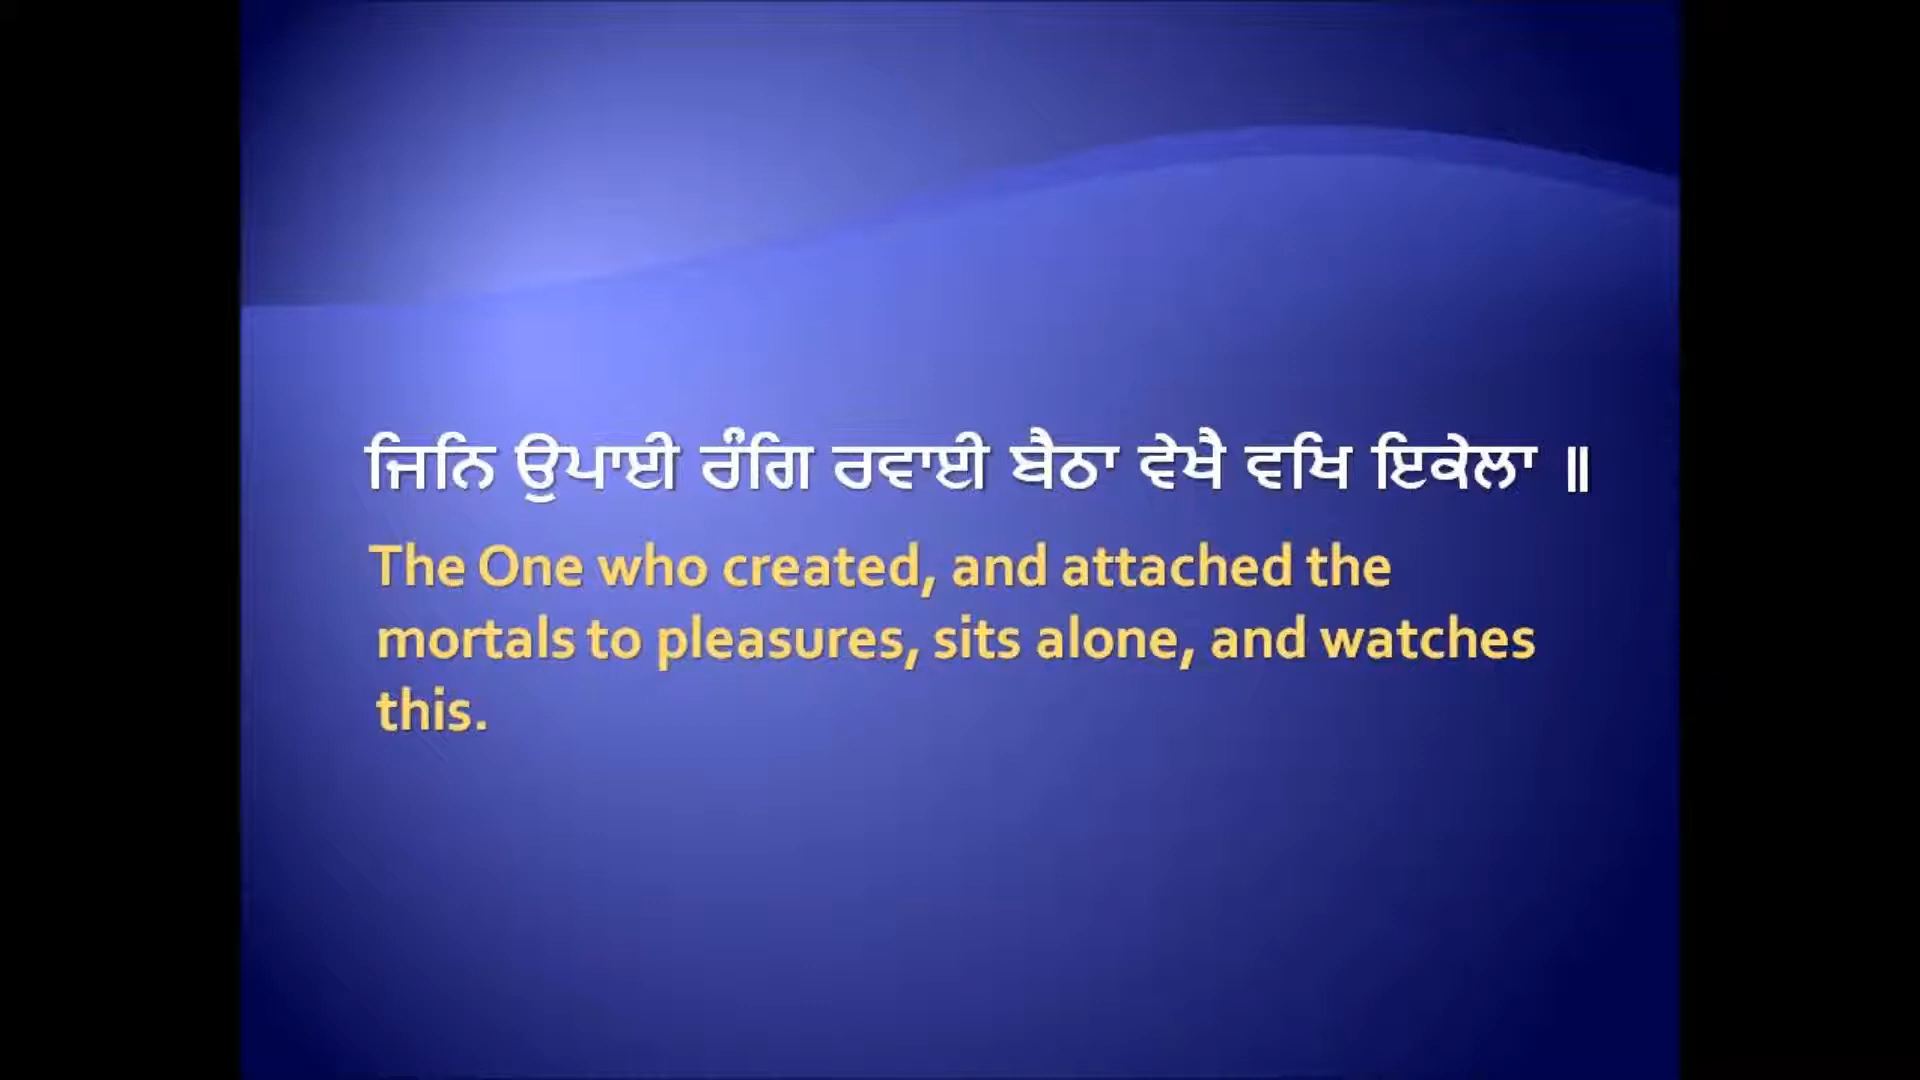 ਜਿਨਿ ਉਪਾਈ ਰੰਗਿ ਰਵਾਈ ਬੈਠਾ ਵੇਖੈ ਵਖਿ ਇਕੇਲਾ ॥
The One who created, and attached the
mortals to pleasures, sits alone, and watches
this.